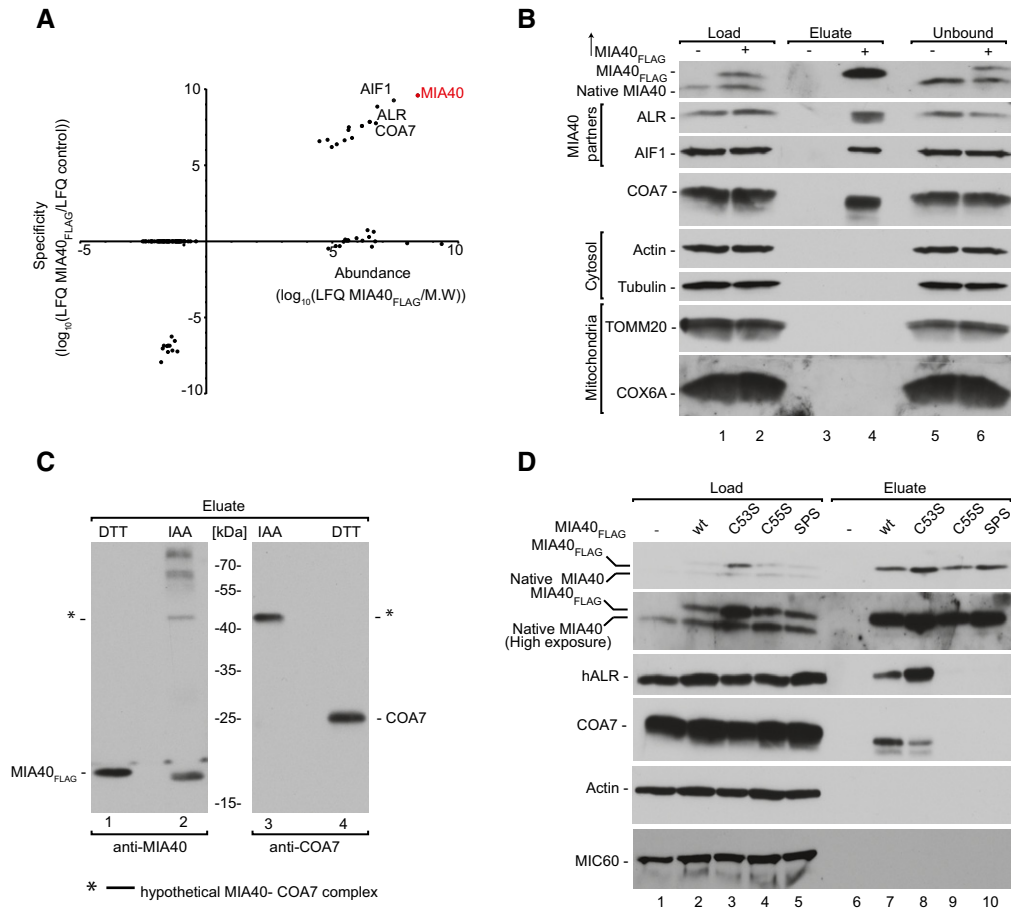 A
Specificity
(log10(LFQ MIA40FLAG/LFQ control))
10
5
-5
-10
-5
5
10
AIF1
MIA40
ALR
COA7
Abundance
(log10(LFQ MIA40FLAG/M.W))
B
Load
Eluate
Unbound
- + - + - +
↑MIA40FLAG
MIA40FLAG -
Native MIA40
MIA40 partners
ALR -
AIF1 -
COA7 -
Cytosol
Actin -
Tubulin -
Mitochondria
TOMM20 -
COX6A -
1 2 3 4 5 6
C
Eluate
DTT IAA [kDa] IAA DTT
-70-
-55-
* -
- *
-40-
-35-
-25-
- COA7
MIA40FLAG -
-15-
1 2 3 4
anti-MIA40
anti-COA7
* — hypothetical MIA40- COA7 complex
D
Load
Eluate
MIA40FLAG
- wt C53S C55S SPS - wt C53S C55S SPS
MIA40FLAG
Native MIA40
MIA40FLAG
Native MIA40
(High exposure)
hALR -
COA7 -
Actin -
MIC60 -
1 2 3 4 5 6 7 8 9 10